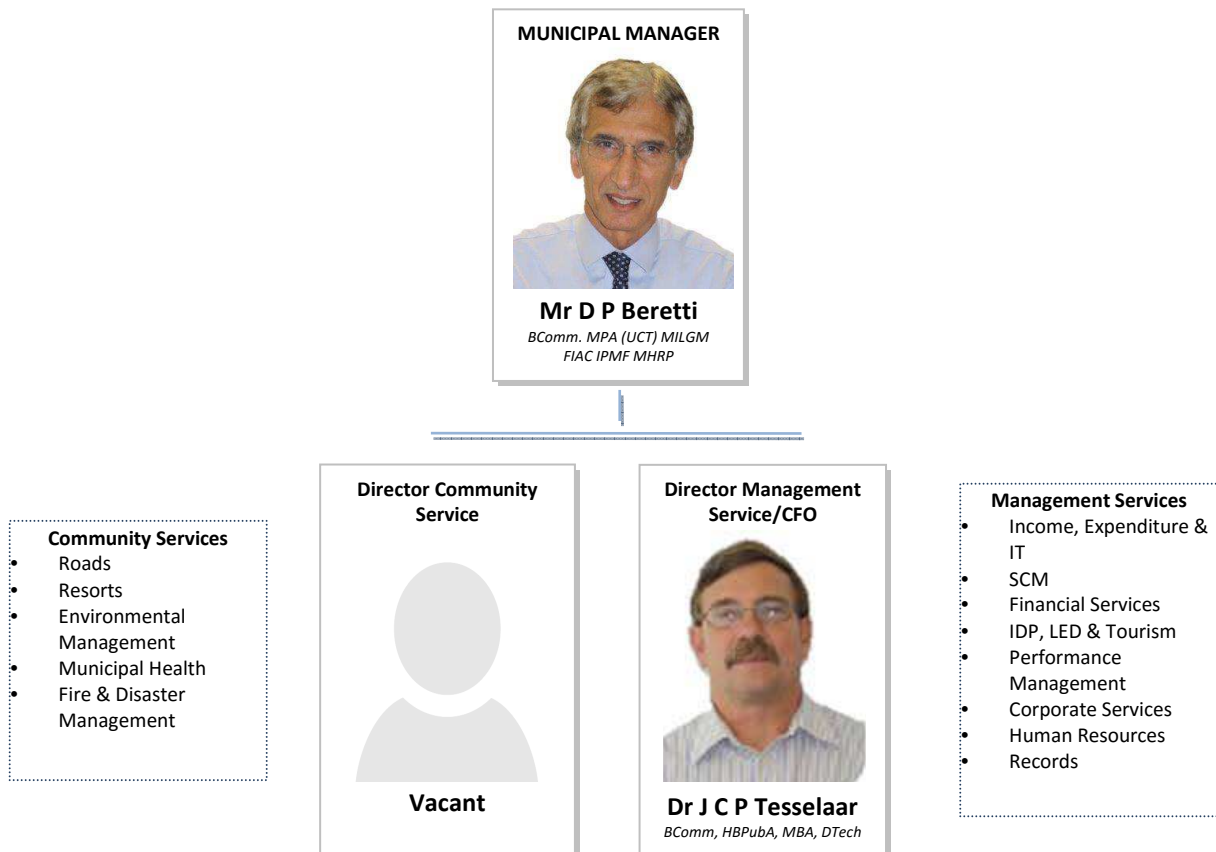 MUNICIPAL MANAGER
Mr D P Beretti
BComm. MPA (UCT) MILGM
FIAC IPMF MHRP
Community Services
• Roads
• Resorts
• Environmental
Management
• Municipal Health
• Fire & Disaster
Management
Director Community
Service
Vacant
Director Management
Service/CFO
Dr J C P Tesselaar
BComm, HBPubA, MBA, DTech
Management Services
• Income, Expenditure &
IT
• SCM
• Financial Services
• IDP, LED & Tourism
• Performance
Management
• Corporate Services
• Human Resources
• Records